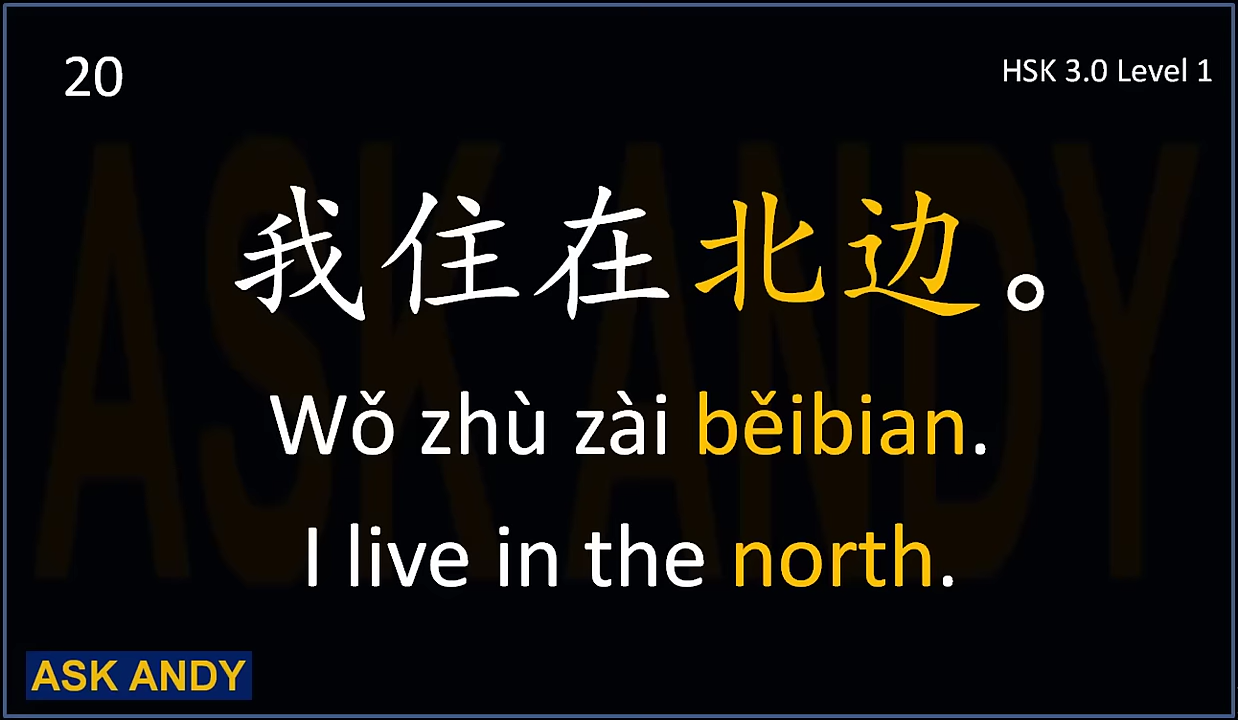 20
HSK 3.0 Level 1
ASK ANDY
我住在北边。
Wǒ zhù zài běibian.
I live in the north.
ASK ANDY